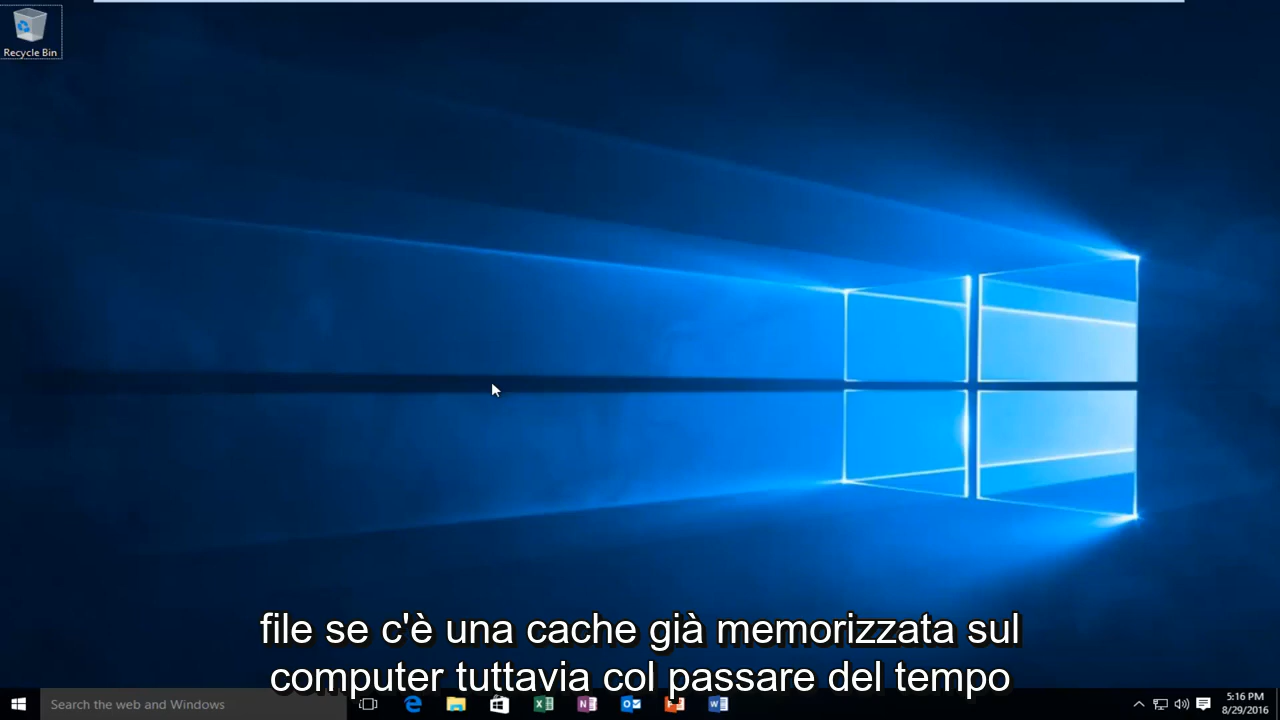 Recycle Bin
file se c'è una cache già memorizzata sul
computer tuttavia col passare del tempo
Search the web and Windows
5:16 PM
8/29/2016